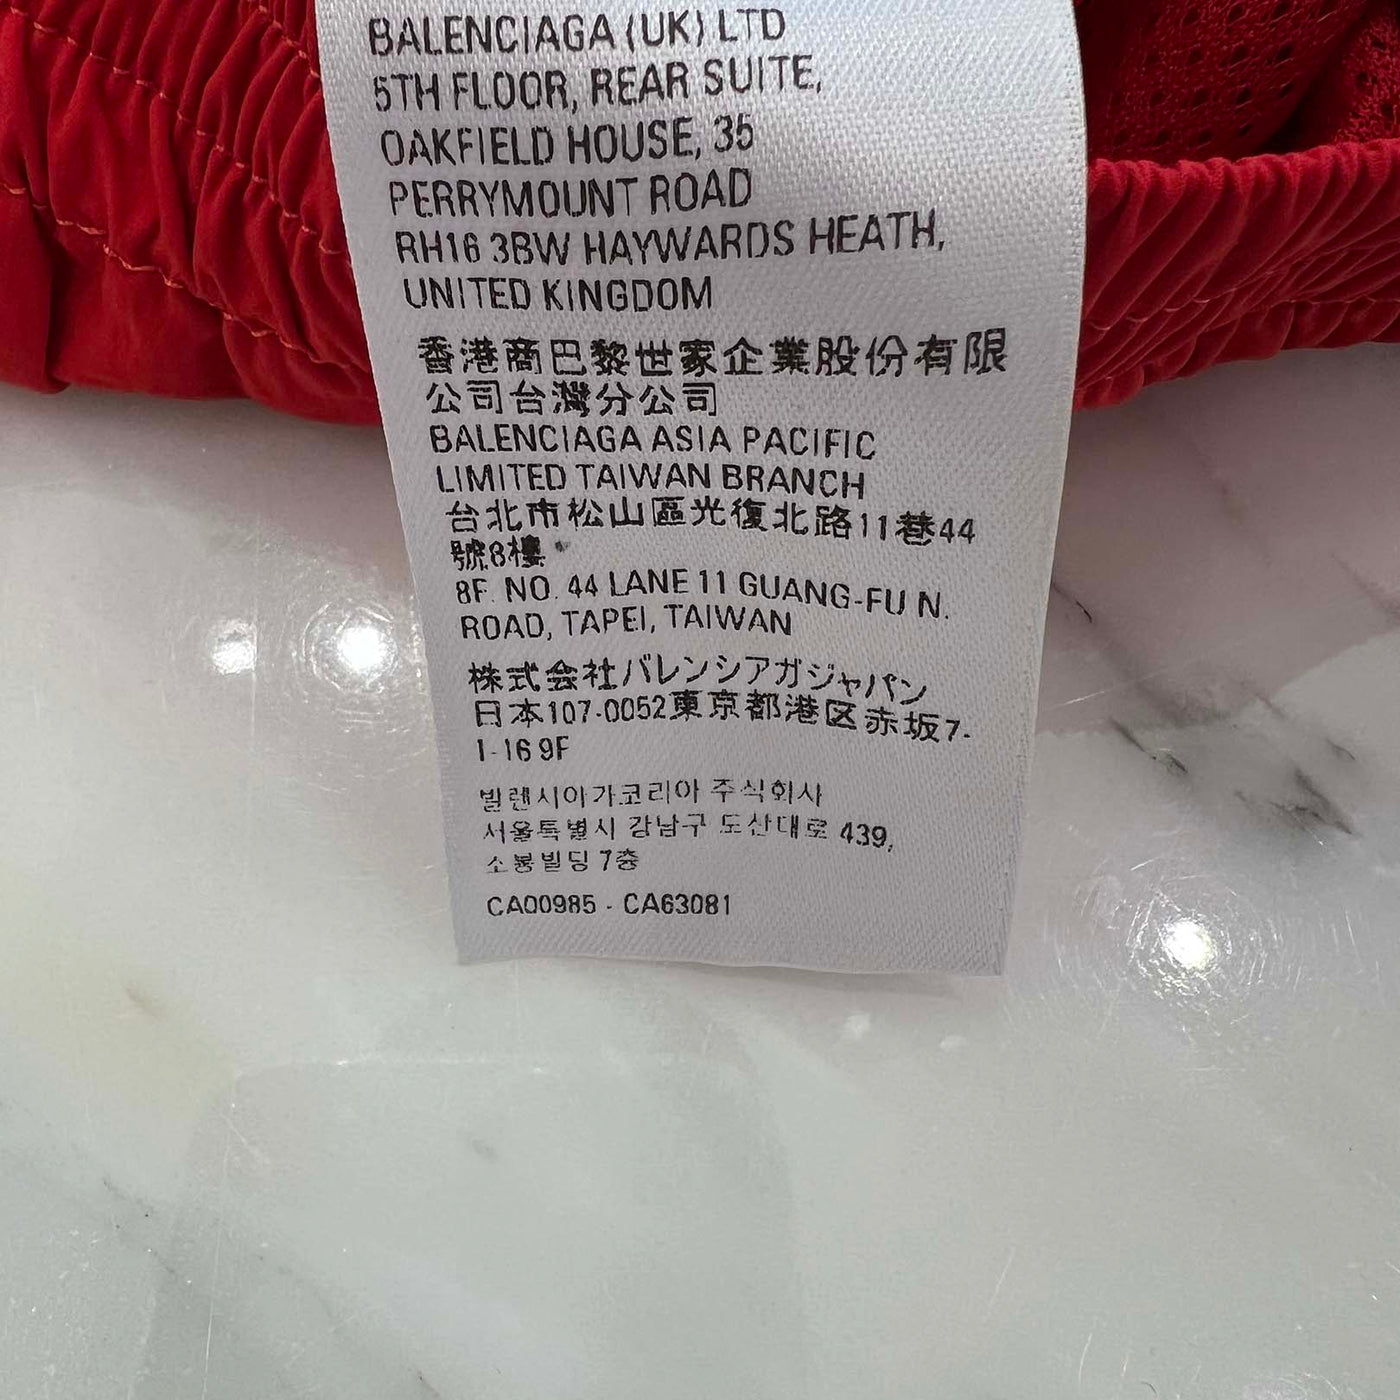 BALENCIAGA (UK) LTD
5TH FLOOR, REAR SUITE,
OAKFIELD HOUSE, 35
PERRYMOUNT ROAD
RH16 3BW HAYWARDS HEATH,
UNITED KINGDOM
香港商巴黎世家企業股份有限
公司台灣分公司
BALENCIAGA ASIA PACIFIC
LIMITED TAIWAN BRANCH
台北市松山區光復北路11巷44
號8樓
8F. NO. 44 LANE 11 GUANG-FU N.
ROAD, TAPEI, TAIWAN
株式会社バレンシアガジャパン
日本107-0052東京都港区赤坂7-
1-16 9F
발렌시아가코리아 주식회사
서울특별시 강남구 도산대로 439,
소봉빌딩 7층
CA00985 - CA63081